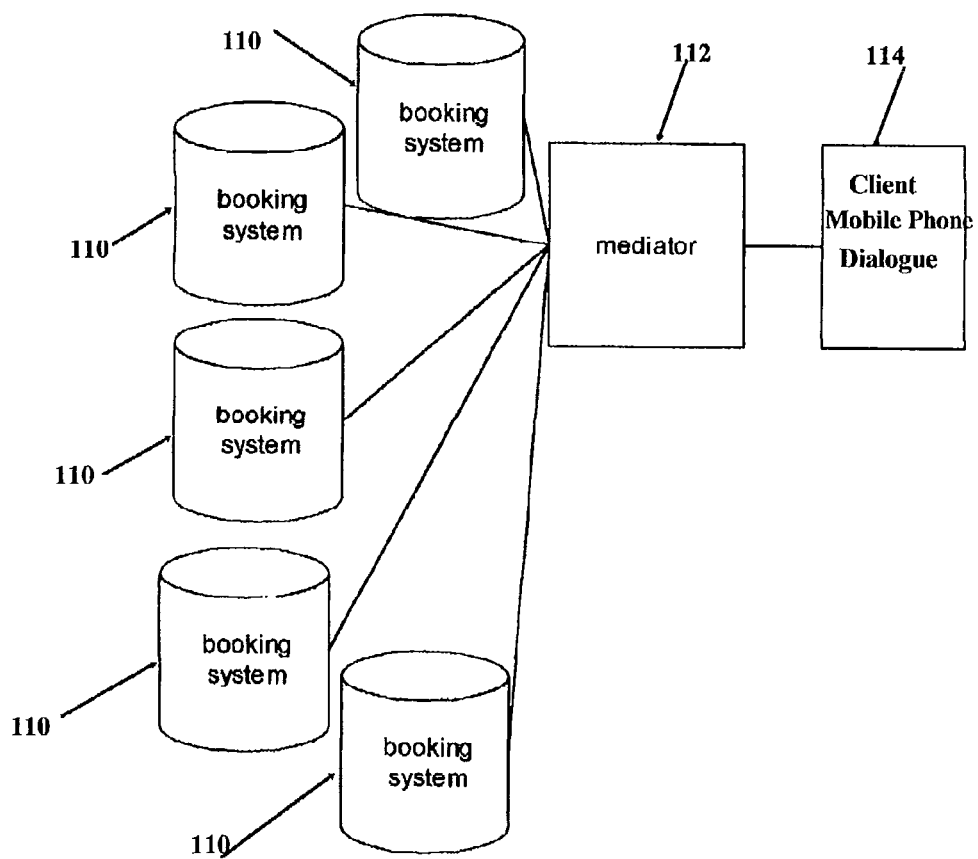 110
112
114
booking
system
booking
system
Client
Mobile Phone
Dialogue
mediator
110
booking
system
110
booking
system
110
booking
system
110